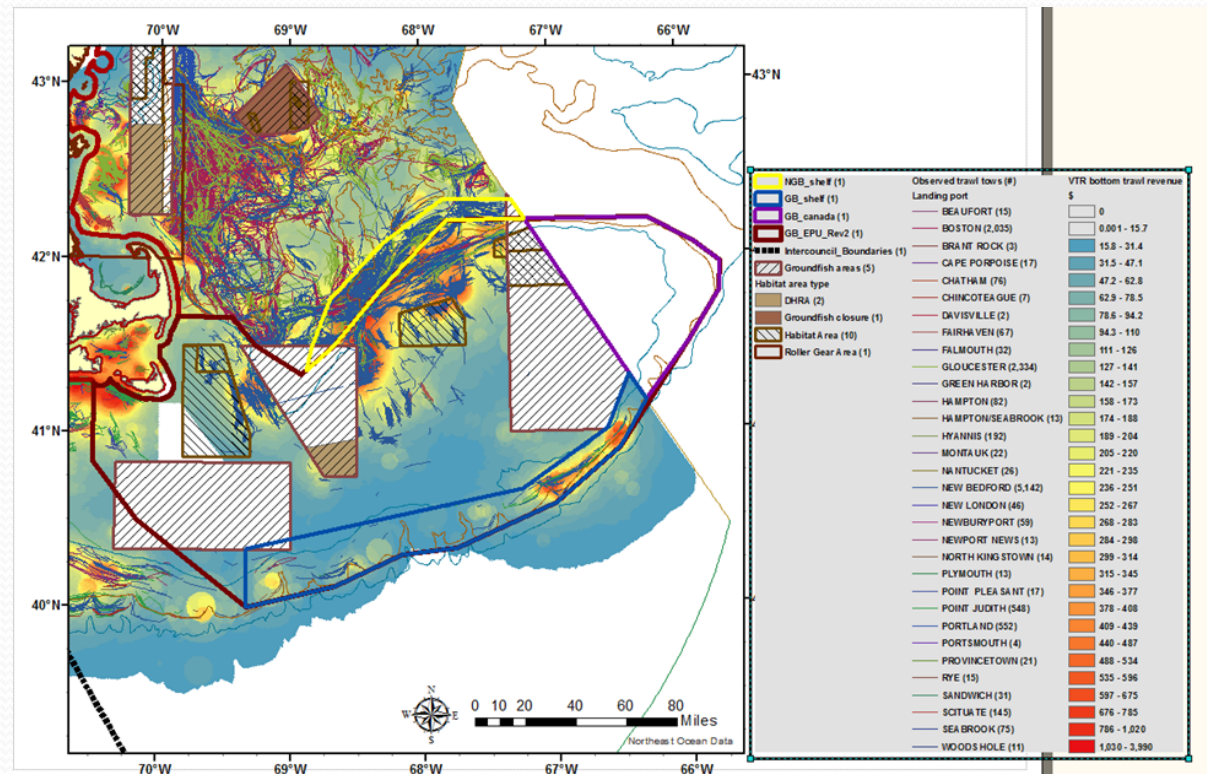 70°W 69°W 68°W 67°W 66°W
43°N
42°N
41°N
40°N
43°N
70°W 69°W 68°W 67°W 66°W
N
W E
S
0 10 20 40 60 80
Miles
Northeast Ocean Data
NGB_shelf (1)
GB_shelf (1)
GB_canada (1)
GB_EPU_Rev2 (1)
Intercouncil_Boundaries (1)
Groundfish areas (5)
Habitat area type
DHRA (2)
Groundfish closure (1)
Habitat Area (10)
Roller Gear Area (1)
Observed trawl tows (#)
Landing port
BEAUFORT (15)
BOSTON (2,035)
BRANT ROCK (3)
CAPE PORPOISE (17)
CHATHAM (76)
CHINCOTEAGUE (7)
DAVISVILLE (2)
FAIRHAVEN (67)
FALMOUTH (32)
GLOUCESTER (2,334)
GREEN HARBOR (2)
HAMPTON (82)
HAMPTON/SEABROOK (13)
HYANNIS (192)
MONTAUK (22)
NANTUCKET (26)
NEW BEDFORD (5,142)
NEW LONDON (46)
NEWBURYPORT (59)
NEWPORT NEWS (13)
NORTH KINGSTOWN (14)
PLYMOUTH (13)
POINT PLEASANT (17)
POINT JUDITH (548)
PORTLAND (552)
PORTSMOUTH (4)
PROVINCETOWN (21)
RYE (15)
SANDWICH (31)
SCITUATE (145)
SEABROOK (75)
WOODS HOLE (11)
VTR bottom trawl revenue
$
0
0.001 - 15.7
15.8 - 31.4
31.5 - 47.1
47.2 - 62.8
62.9 - 78.5
78.6 - 94.2
94.3 - 110
111 - 126
127 - 141
142 - 157
158 - 173
174 - 188
189 - 204
205 - 220
221 - 235
236 - 251
252 - 267
268 - 283
284 - 298
299 - 314
315 - 345
346 - 377
378 - 408
409 - 439
440 - 487
488 - 534
535 - 596
597 - 675
676 - 785
786 - 1,020
1,030 - 3,990